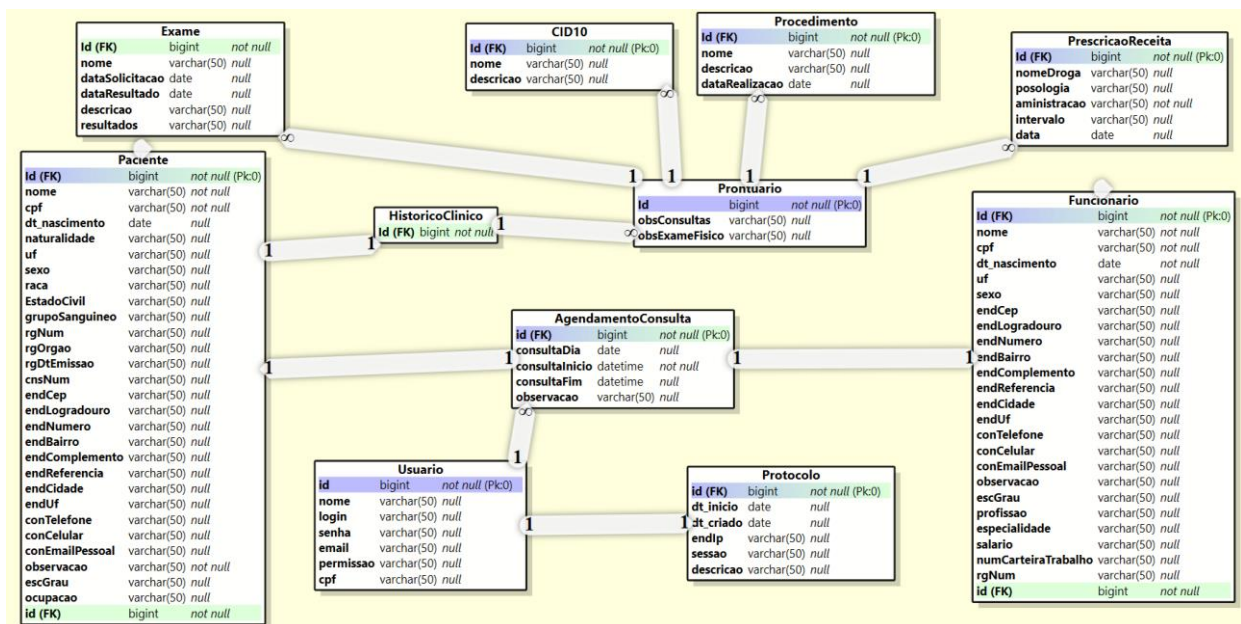 Exame
Id (FK) bigint not null
nome varchar(50) null
dataSolicitacao date null
dataResultado date null
descricao varchar(50) null
resultados varchar(50) null
∞
CID10
Id (FK) bigint not null (Pk:0)
nome varchar(50) null
descricao varchar(50) null
∞
Procedimento
Id (FK) bigint not null (Pk:0)
nome varchar(50) null
descricao varchar(50) null
dataRealizacao date null
∞
PrescricaoReceita
Id (FK) bigint not null (Pk:0)
nomeDroga varchar(50) null
posologia varchar(50) null
aministracao varchar(50) not null
intervalo varchar(50) null
data date null
∞
1 1 1 1
Prontuario
Id bigint not null (Pk:0)
obsConsultas varchar(50) null
obsExameFisico varchar(50) null
∞
HistoricoClinico
Id (FK) bigint not null
1 1
Paciente
Id (FK) bigint not null (Pk:0)
nome varchar(50) not null
cpf varchar(50) not null
dt_nascimento date null
naturalidade varchar(50) null
uf varchar(50) null
sexo varchar(50) null
raca varchar(50) null
EstadoCivil varchar(50) null
grupoSanguineo varchar(50) null
rgNum varchar(50) null
rgOrgao varchar(50) null
rgDtEmissao varchar(50) null
cnsNum varchar(50) null
endCep varchar(50) null
endLogradouro varchar(50) null
endNumero varchar(50) null
endBairro varchar(50) null
endComplemento varchar(50) null
endReferencia varchar(50) null
endCidade varchar(50) null
endUf varchar(50) null
conTelefone varchar(50) null
conCelular varchar(50) null
conEmailPessoal varchar(50) null
observacao varchar(50) not null
escGrau varchar(50) null
ocupacao varchar(50) null
id (FK) bigint not null
1
1
AgendamentoConsulta
id (FK) bigint not null (Pk:0)
consultaDia date null
consultaInicio datetime not null
consultaFim datetime null
observacao varchar(50) null
1 1 1
∞
1
Usuario
id bigint not null (Pk:0)
nome varchar(50) null
login varchar(50) null
senha varchar(50) null
email varchar(50) null
permissao varchar(50) null
cpf varchar(50) null
1 1
Protocolo
id (FK) bigint not null (Pk:0)
dt_inicio date null
dt_criado date null
endIp varchar(50) null
sessao varchar(50) null
descricao varchar(50) null
Funcionario
Id (FK) bigint not null (Pk:0)
nome varchar(50) not null
cpf varchar(50) not null
dt_nascimento date not null
uf varchar(50) null
sexo varchar(50) null
endCep varchar(50) null
endLogradouro varchar(50) null
endNumero varchar(50) null
endBairro varchar(50) null
endComplemento varchar(50) null
endReferencia varchar(50) null
endCidade varchar(50) null
endUf varchar(50) null
conTelefone varchar(50) null
conCelular varchar(50) null
conEmailPessoal varchar(50) null
observacao varchar(50) null
escGrau varchar(50) null
profissao varchar(50) null
especialidade varchar(50) null
salario varchar(50) null
numCarteiraTrabalho varchar(50) null
rgNum varchar(50) null
id (FK) bigint not null
1